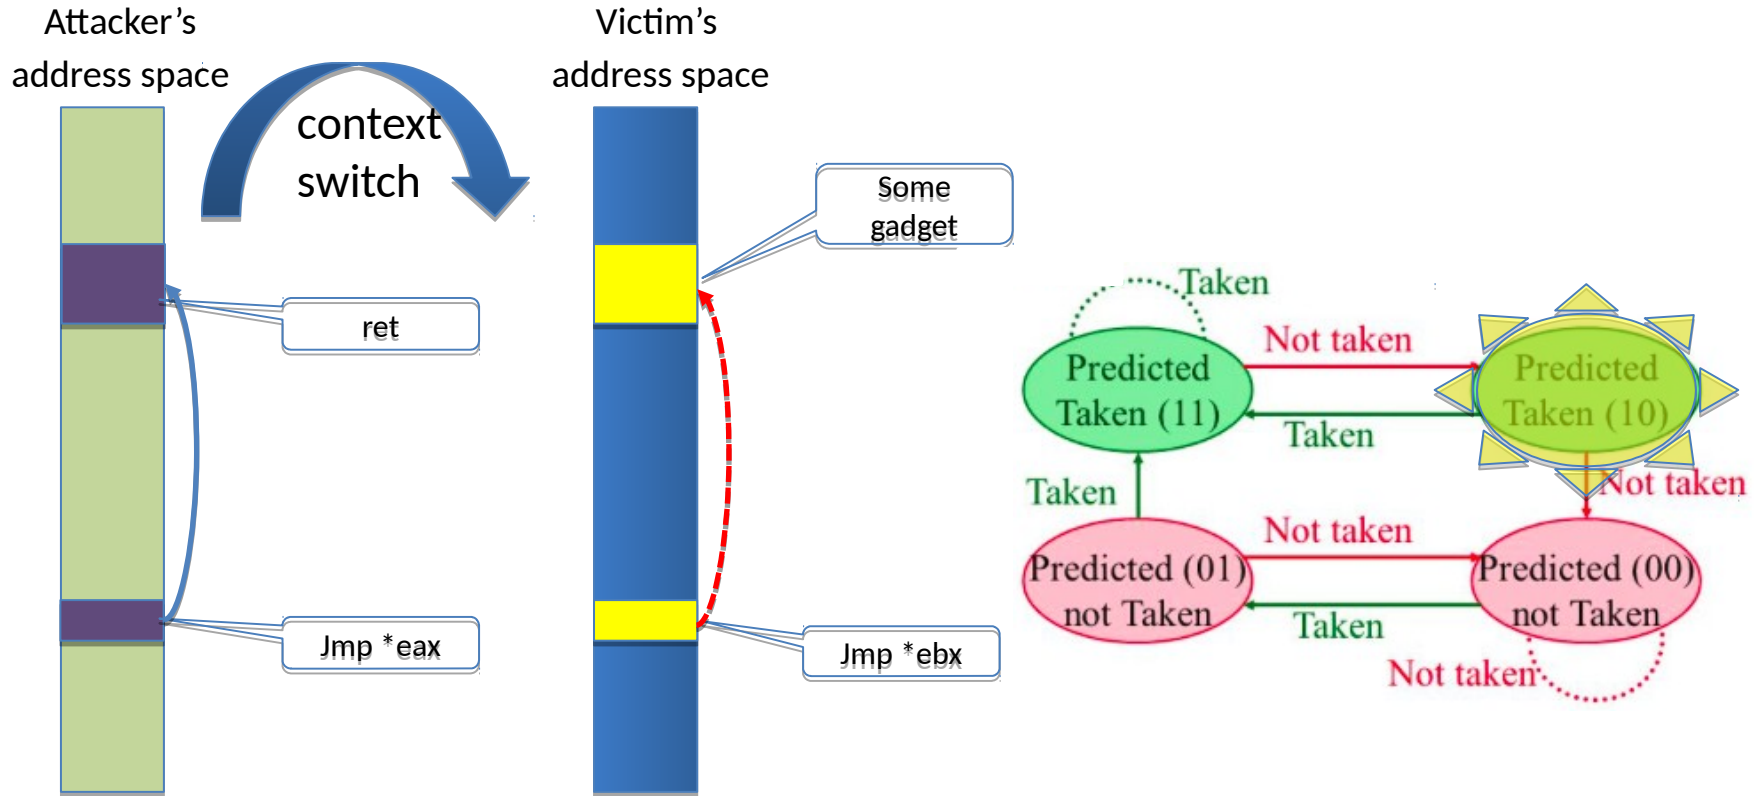 Attacker’s
address space
context
switch
ret
Jmp *eax
Victim’s
address space
Some
gadget
Jmp *ebx
Taken
Predicted
Taken (11)
Not taken
Taken
Predicted
Taken (10)
Taken
Not taken
Predicted (01)
not Taken
Not taken
Taken
Predicted (00)
not Taken
Not taken